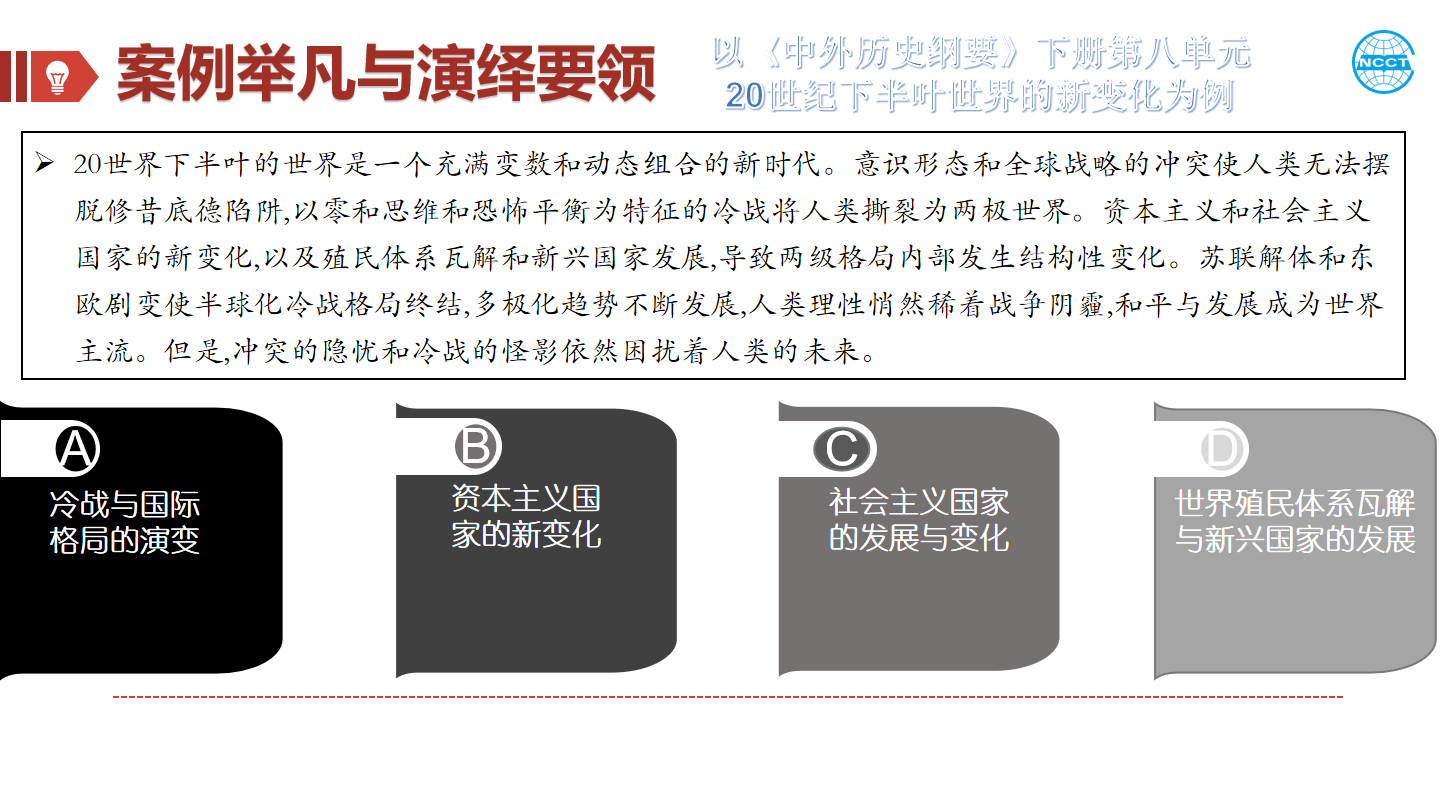 案例举凡与演绎要领
以《中外历史纲要》下册第八单元
20世纪下半叶世界的新变化为例
NCCT
➢ 20世界下半叶的世界是一个充满变数和动态组合的新时代。意识形态和全球战略的冲突使人类无法摆
脱修昔底德陷阱,以零和思维和恐怖平衡为特征的冷战将人类撕裂为两极世界。资本主义和社会主义
国家的新变化,以及殖民体系瓦解和新兴国家发展,导致两级格局内部发生结构性变化。苏联解体和东
欧剧变使半球化冷战格局终结,多极化趋势不断发展,人类理性悄然稀着战争阴霾,和平与发展成为世界
主流。但是,冲突的隐忧和冷战的怪影依然困扰着人类的未来。
A
冷战与国际
格局的演变
B
资本主义国
家的新变化
C
社会主义国家
的发展与变化
D
世界殖民体系瓦解
与新兴国家的发展